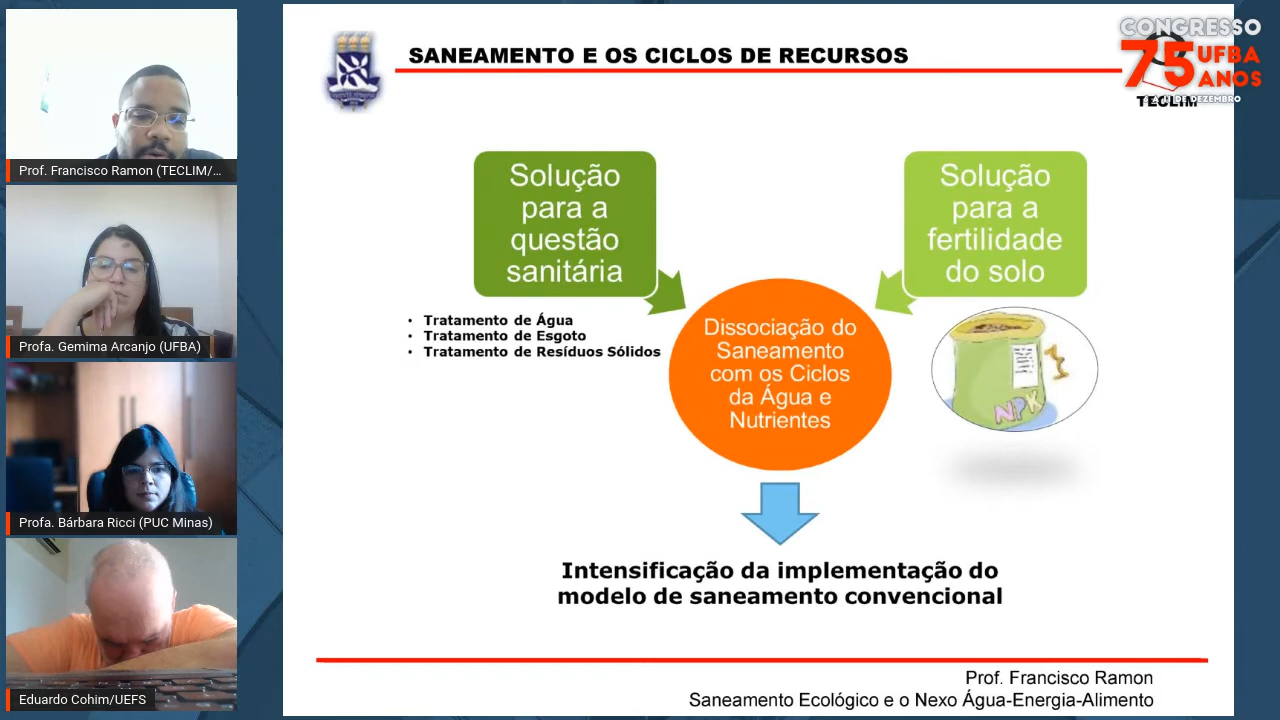 Prof. Francisco Ramon (TECLIM/...
Profa. Gemima Arcanjo (UFBA)
Profa. Bárbara Ricci (PUC Minas)
Eduardo Cohim/UEFS
SANEAMENTO E OS CICLOS DE RECURSOS
CONGRESSO
75 UFBA
ANOS
DE DEZEMBRO
TECLIM
Solução
para a
questão
sanitária
Solução
para a
fertilidade
do solo
• Tratamento de Água
• Tratamento de Esgoto
• Tratamento de Resíduos Sólidos
Dissociação do
Saneamento
com os Ciclos
da Água e
Nutrientes
NPK
Intensificação da implementação do
modelo de saneamento convencional
Prof. Francisco Ramon
Saneamento Ecológico e o Nexo Água-Energia-Alimento